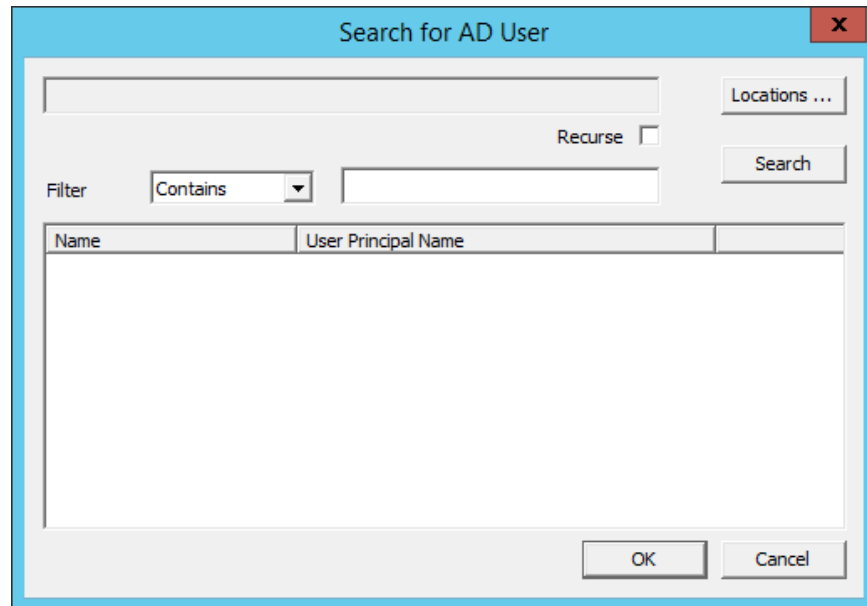 Search for AD User
x
Locations ...
Recurse
Search
Filter Contains
Name User Principal Name
OK Cancel